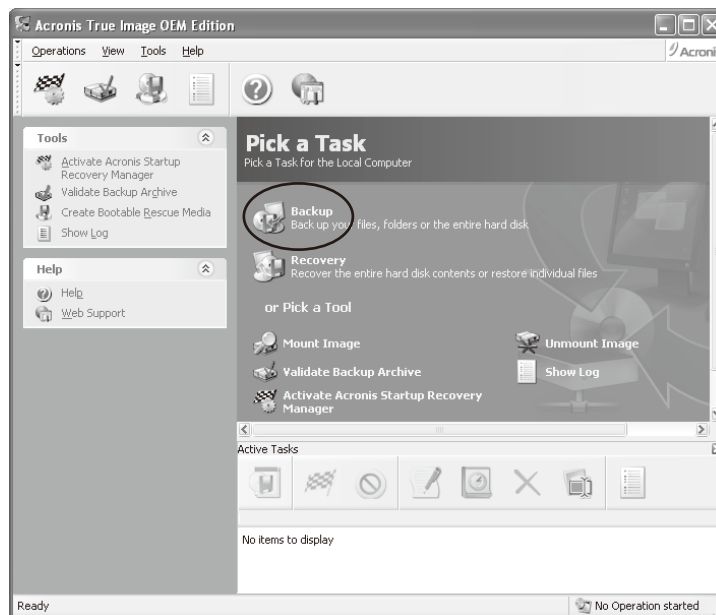 Acronis True Image OEM Edition
Operations View Tools Help
Acroni
Tools
Activate Acronis Startup
Recovery Manager
Validate Backup Archive
Create Bootable Rescue Media
Show Log
Help
Help
Web Support
Pick a Task
Pick a Task for the Local Computer
Backup
Back up your files, folders or the entire hard disk
Recovery
Recover the entire hard disk contents or restore individual files
or Pick a Tool
Mount Image
Unmount Image
Validate Backup Archive
Show Log
Activate Acronis Startup Recovery
Manager
Active Tasks
No items to display
Ready
No Operation started